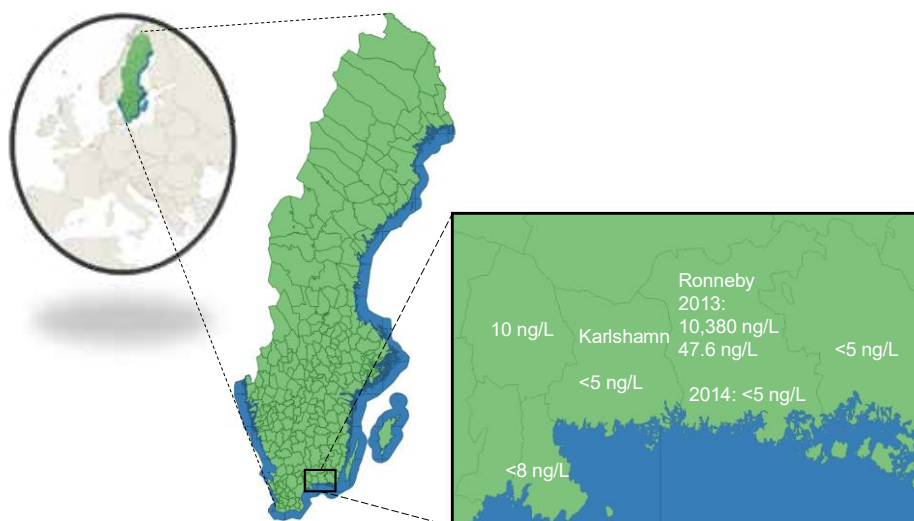 10 ng/L
Karlshamn
<5 ng/L
Ronneby
2013:
10,380 ng/L
47.6 ng/L
2014: <5 ng/L
<5 ng/L
<8 ng/L